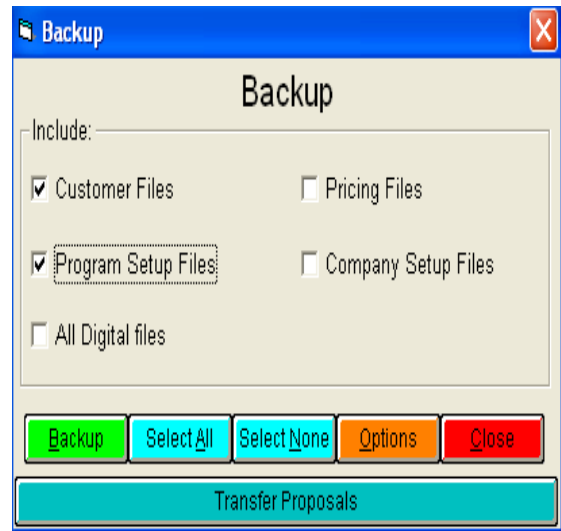 Backup
Backup
Include:
Customer Files Pricing Files
Program Setup Files Company Setup Files
All Digital files
Backup Select All Select None Options Close
Transfer Proposals